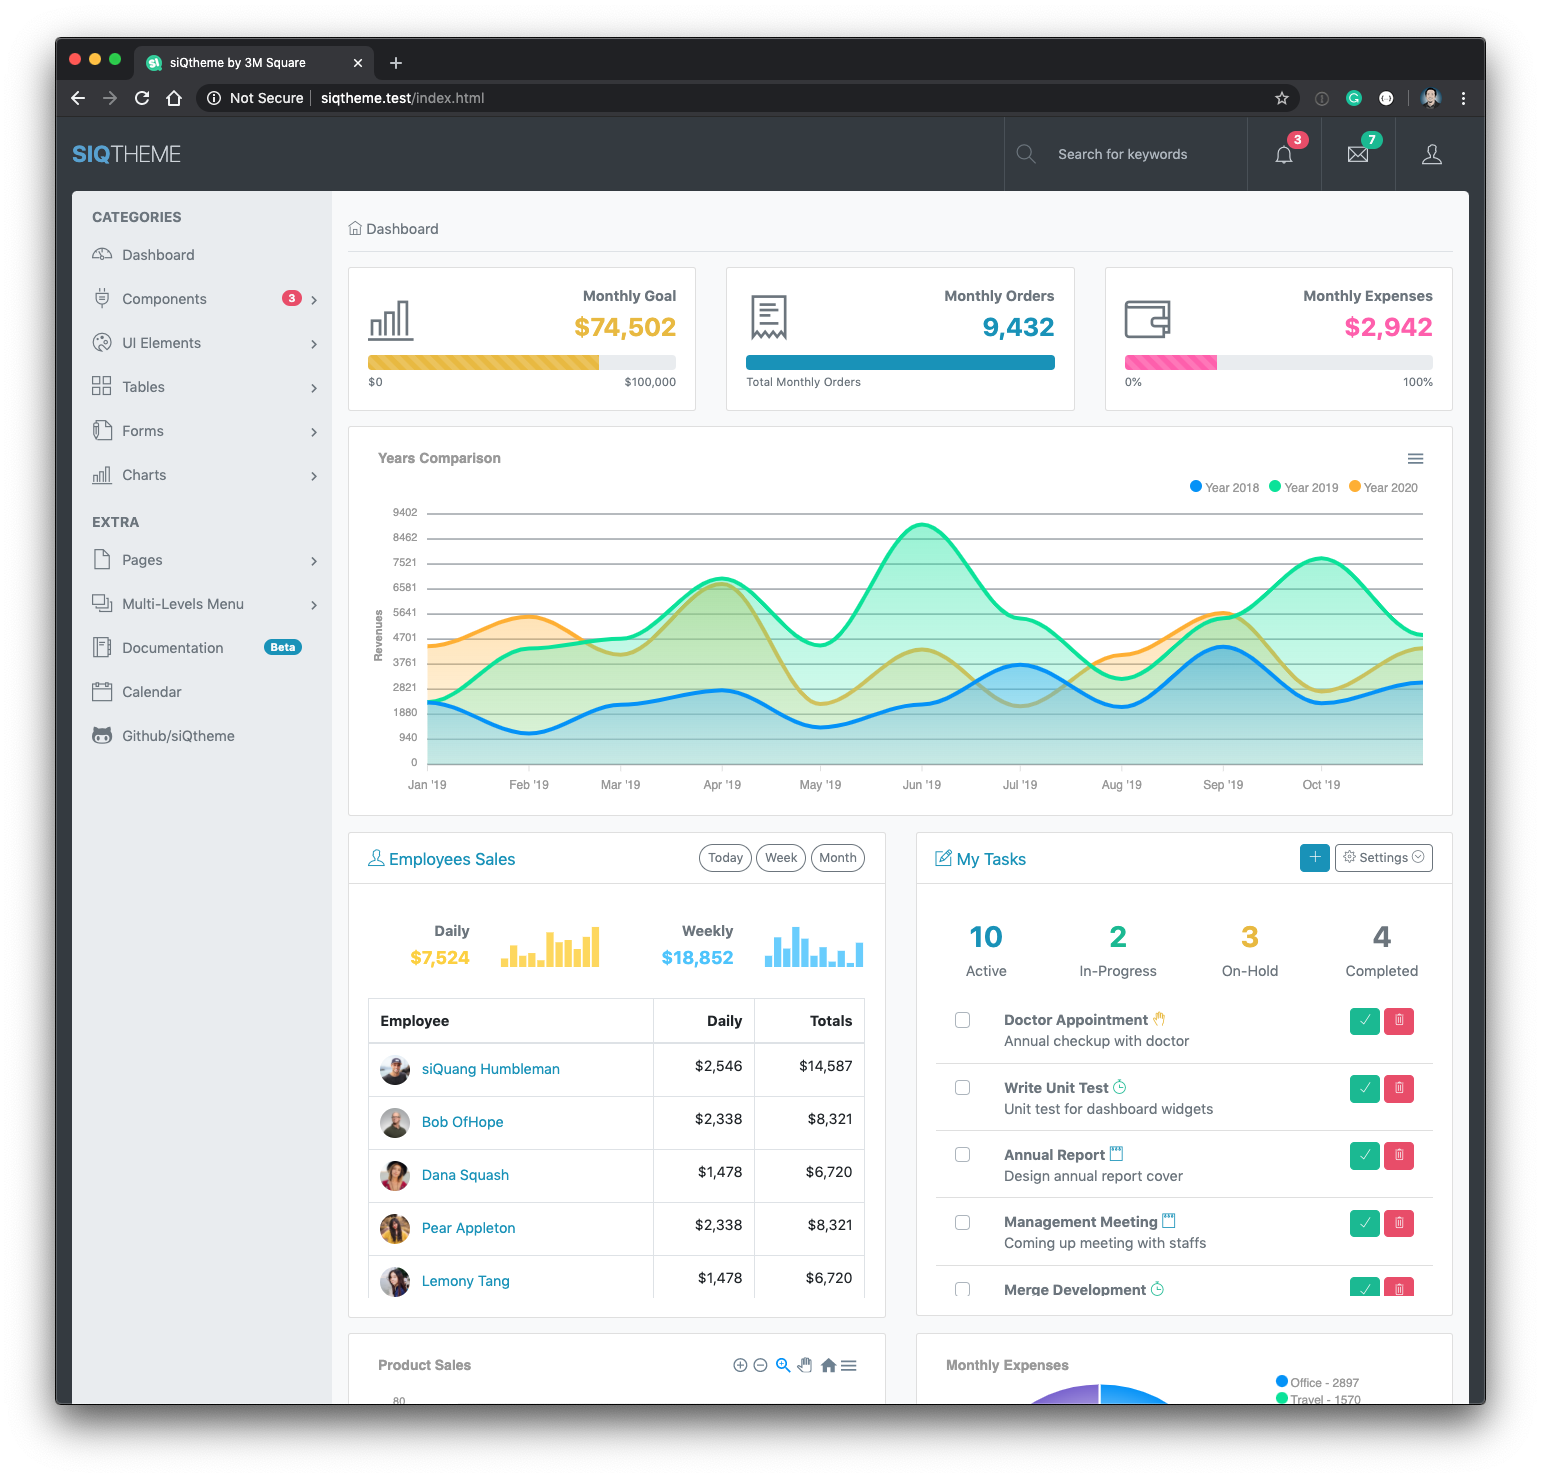 siQtheme by 3M Square
Not Secure siqtheme.test/index.html
SIQTHEME
Search for keywords
3
7
CATEGORIES
Dashboard
Components 3
UI Elements
Tables
Forms
Charts
EXTRA
Pages
Multi-Levels Menu
Documentation Beta
Calendar
Github/siQtheme
Dashboard
Monthly Goal
$74,502
$0 $100,000
Monthly Orders
9,432
Total Monthly Orders
Monthly Expenses
$2,942
0% 100%
Years Comparison
Year 2018 Year 2019 Year 2020
Revenues
9402
8462
7521
6581
5641
4701
3761
2821
1880
940
0
Jan '19 Feb '19 Mar '19 Apr '19 May '19 Jun '19 Jul '19 Aug '19 Sep '19 Oct '19
Employees Sales
Today Week Month
Daily
$7,524
Weekly
$18,852
Employee Daily Totals
siQuang Humbleman $2,546 $14,587
Bob OfHope $2,338 $8,321
Dana Squash $1,478 $6,720
Pear Appleton $2,338 $8,321
Lemony Tang $1,478 $6,720
My Tasks
Settings
10 2 3 4
Active In-Progress On-Hold Completed
Doctor Appointment
Annual checkup with doctor
Write Unit Test
Unit test for dashboard widgets
Annual Report
Design annual report cover
Management Meeting
Coming up meeting with staffs
Merge Development
Product Sales
80
Monthly Expenses
Office - 2897
Travel - 1570